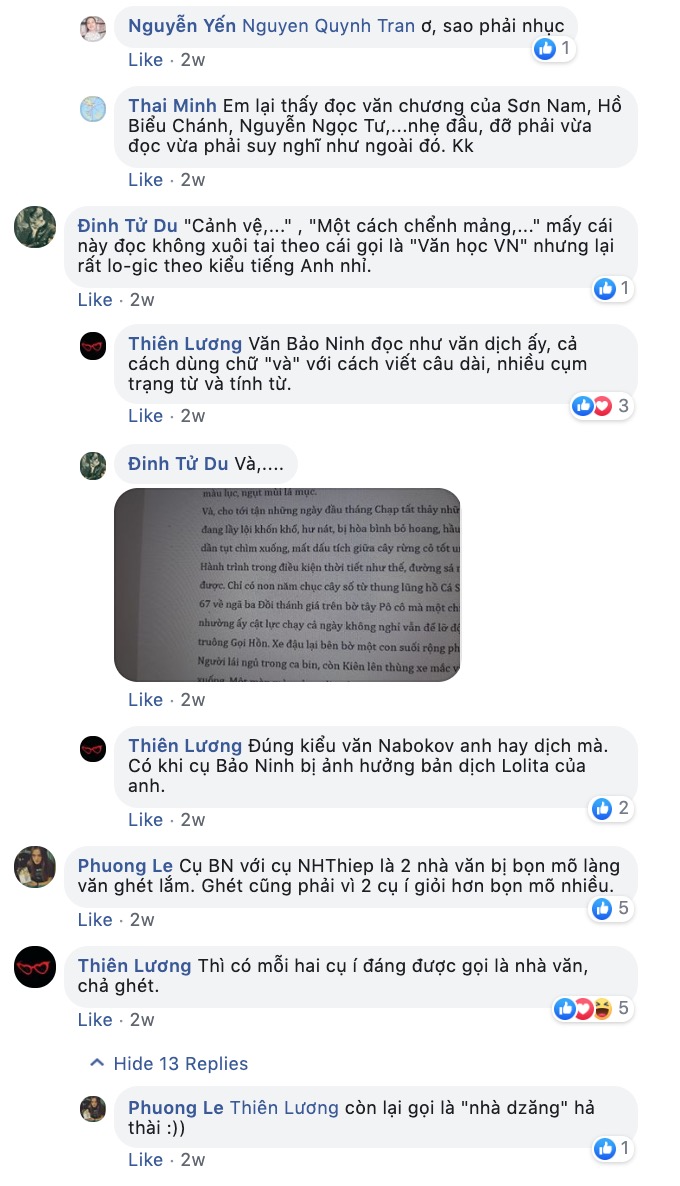 Nguyễn Yến Nguyen Quynh Tran ơ, sao phải nhục
1
Like · 2w
Thai Minh Em lại thấy đọc văn chương của Sơn Nam, Hồ
Biểu Chánh, Nguyễn Ngọc Tư,...nhẹ đầu, đỡ phải vừa
đọc vừa phải suy nghĩ như ngoài đó. Kk
Like · 2w
Đinh Tử Du "Cảnh vệ,..." , "Một cách chểnh mảng,..." mấy cái
này đọc không xuôi tai theo cái gọi là "Văn học VN" nhưng lại
rất lo-gic theo kiểu tiếng Anh nhỉ.
1
Like · 2w
Thiên Lương Văn Bảo Ninh đọc như văn dịch ấy, cả
cách dùng chữ "và" với cách viết câu dài, nhiều cụm
trạng từ và tính từ.
3
Like · 2w
Đinh Tử Du Và,....
màu lục, ngụt mùi lá mục.
Và, cho tới tận những ngày đầu tháng Chạp tất thảy nhữ
đang lầy lội khốn khổ, hư nát, bị hòa bình bỏ hoang, hầu
dần tụt chìm xuống, mất dấu tích giữa cây rừng cỏ tốt u
Hành trình trong điều kiện thời tiết như thế, đường sá
được. Chỉ có non năm chục cây số từ thung lũng hồ Cá S
67 về ngã ba Đồi thánh giá trên bờ tây Pô cô mà một ch
nhường ấy cật lực chạy cả ngày không nghỉ vẫn để lỡ độ
truông Gọi Hồn. Xe đậu lại bên bờ một con suối rộng ph
Người lái ngủ trong ca bin, còn Kiên lên thùng xe mắc v
Like · 2w
Thiên Lương Đúng kiểu văn Nabokov anh hay dịch mà.
Có khi cụ Bảo Ninh bị ảnh hưởng bản dịch Lolita của
anh.
2
Like · 2w
Phuong Le Cụ BN với cụ NHThiep là 2 nhà văn bị bọn mõ làng
văn ghét lắm. Ghét cũng phải vì 2 cụ í giỏi hơn bọn mõ nhiều.
5
Like · 2w
Thiên Lương Thì có mỗi hai cụ í đáng được gọi là nhà văn,
chả ghét.
5
Like · 2w
Hide 13 Replies
Phuong Le Thiên Lương còn lại gọi là "nhà dzăng" hả
thài :))
1
Like · 2w